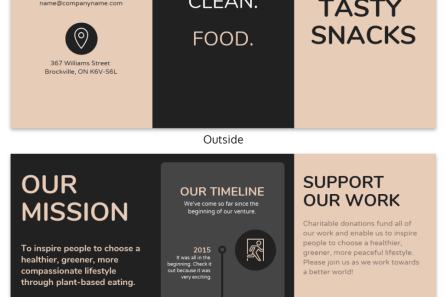 name@companyname.com
367 Williams Street
Brockville, ON K6V-S6L
CLEAN.
FOOD.
TASTY
SNACKS
Outside
OUR
MISSION
To inspire people to choose a
healthier, greener, more
compassionate lifestyle
through plant-based eating.
OUR TIMELINE
We've come so far since the
beginning of our venture.
2015
It was all in the
beginning. Check it
out because it was
very exciting.
SUPPORT
OUR WORK
Charitable donations fund all of
our work and enable us to inspire
people to choose a healthier,
greener, more peaceful lifestyle.
Please join us as we work towards
a better world!